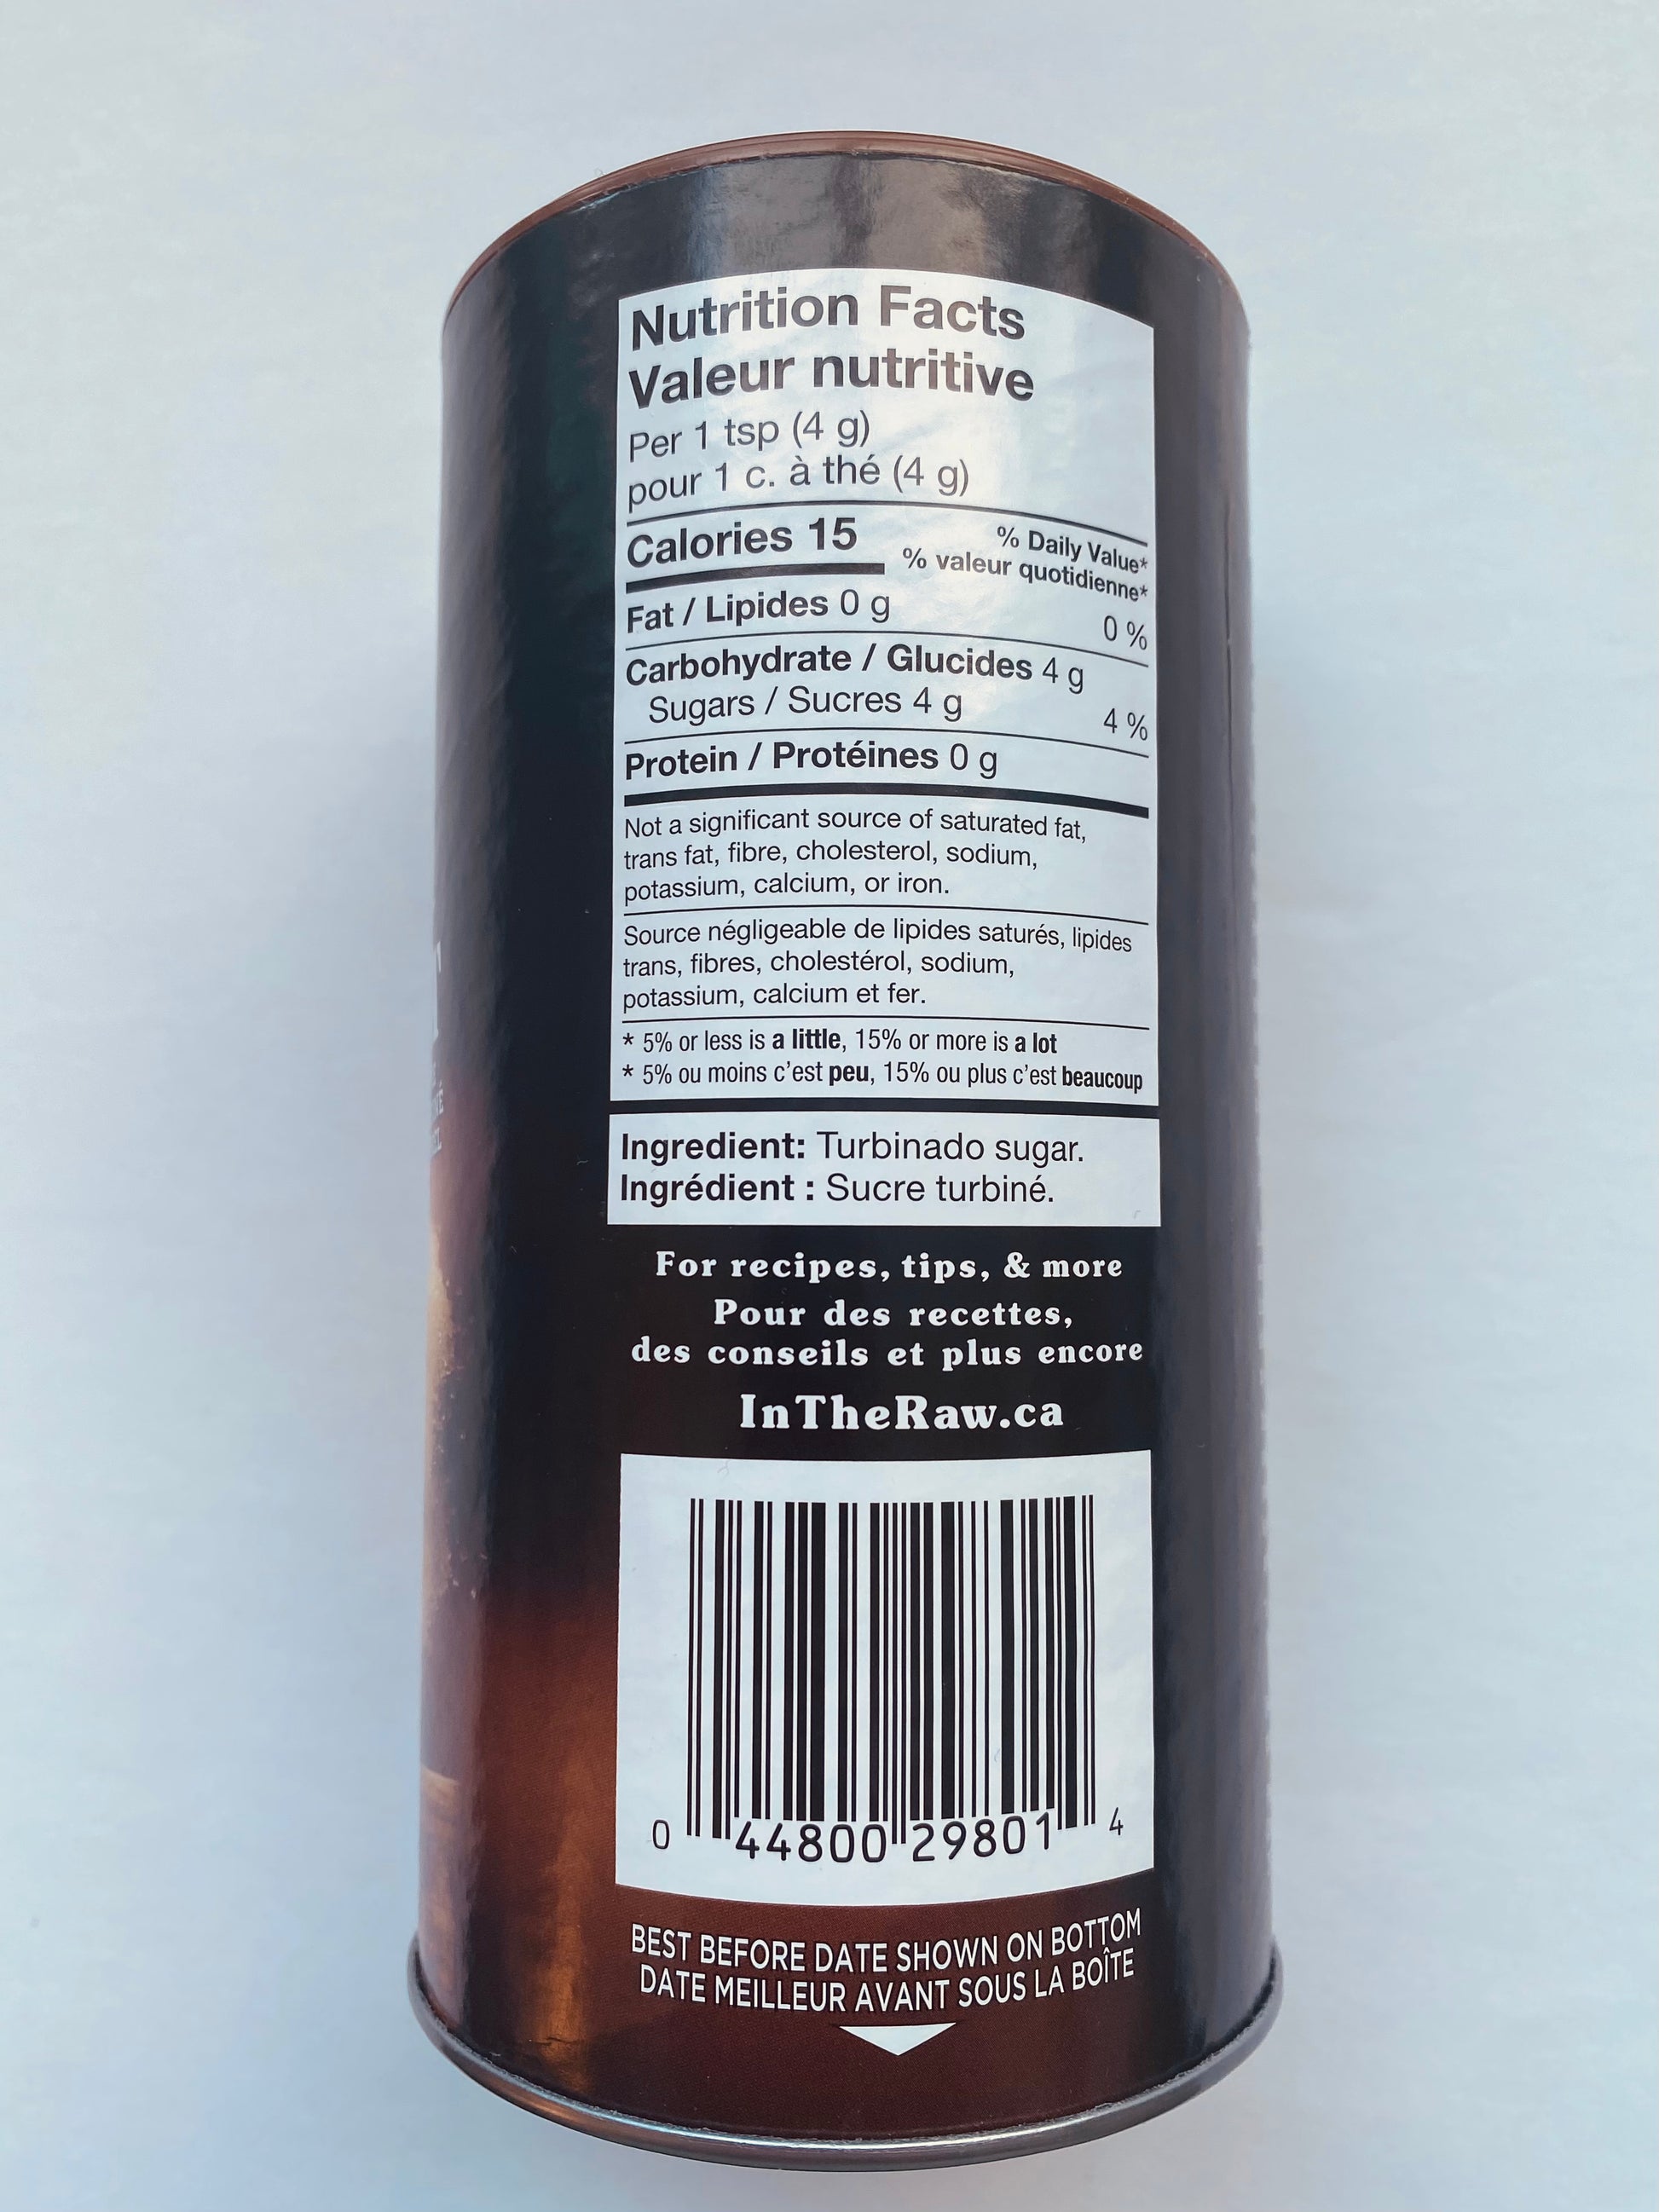 Nutrition Facts
Valeur nutritive
Per 1 tsp (4 g)
pour 1 c. à thé (4 g)
Calories 15
% Daily Value*
% valeur quotidienne*
Fat / Lipides 0 g 0 %
Carbohydrate / Glucides 4 g
Sugars / Sucres 4 g 4 %
Protein / Protéines 0 g
Not a significant source of saturated fat,
trans fat, fibre, cholesterol, sodium,
potassium, calcium, or iron.
Source négligeable de lipides saturés, lipides
trans, fibres, cholestérol, sodium,
potassium, calcium et fer.
* 5% or less is a little, 15% or more is a lot
* 5% ou moins c'est peu, 15% ou plus c'est beaucoup
Ingredient: Turbinado sugar.
Ingrédient : Sucre turbiné.
For recipes, tips, & more
Pour des recettes,
des conseils et plus encore
InTheRaw.ca
0 44800 29801 4
BEST BEFORE DATE SHOWN ON BOTTOM
DATE MEILLEUR AVANT SOUS LA BOÎTE